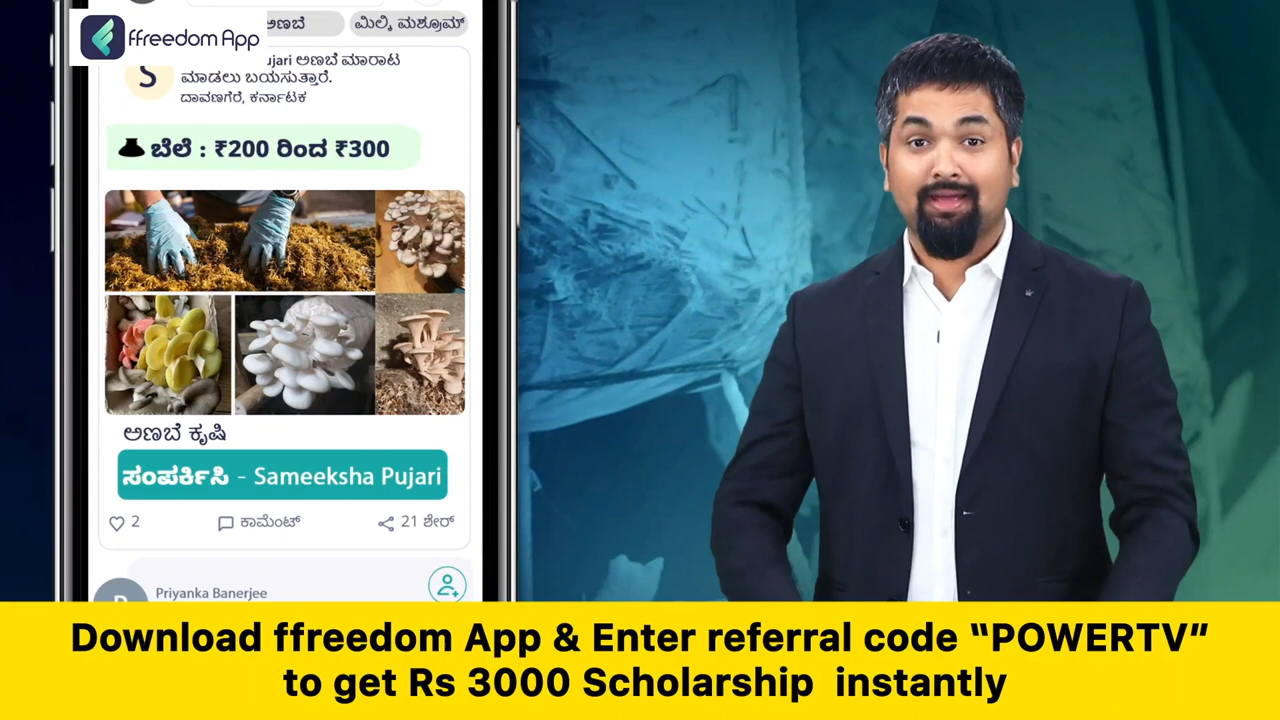 ffreedom App
ಅಣಬೆ
ಮಿಲ್ಕಿ ಮಶ್ರೂಮ್
S
ujari ಅಣಬೆ ಮಾರಾಟ
ಮಾಡಲು ಬಯಸುತ್ತಾರೆ.
ದಾವಣಗೆರೆ, ಕರ್ನಾಟಕ
ಬೆಲೆ : ₹200 ರಿಂದ ₹300
ಅಣಬೆ ಕೃಷಿ
ಸಂಪರ್ಕಿಸಿ - Sameeksha Pujari
2
ಕಾಮೆಂಟ್
21 ಶೇರ್
Priyanka Banerjee
Download ffreedom App & Enter referral code “POWERTV”
to get Rs 3000 Scholarship instantly